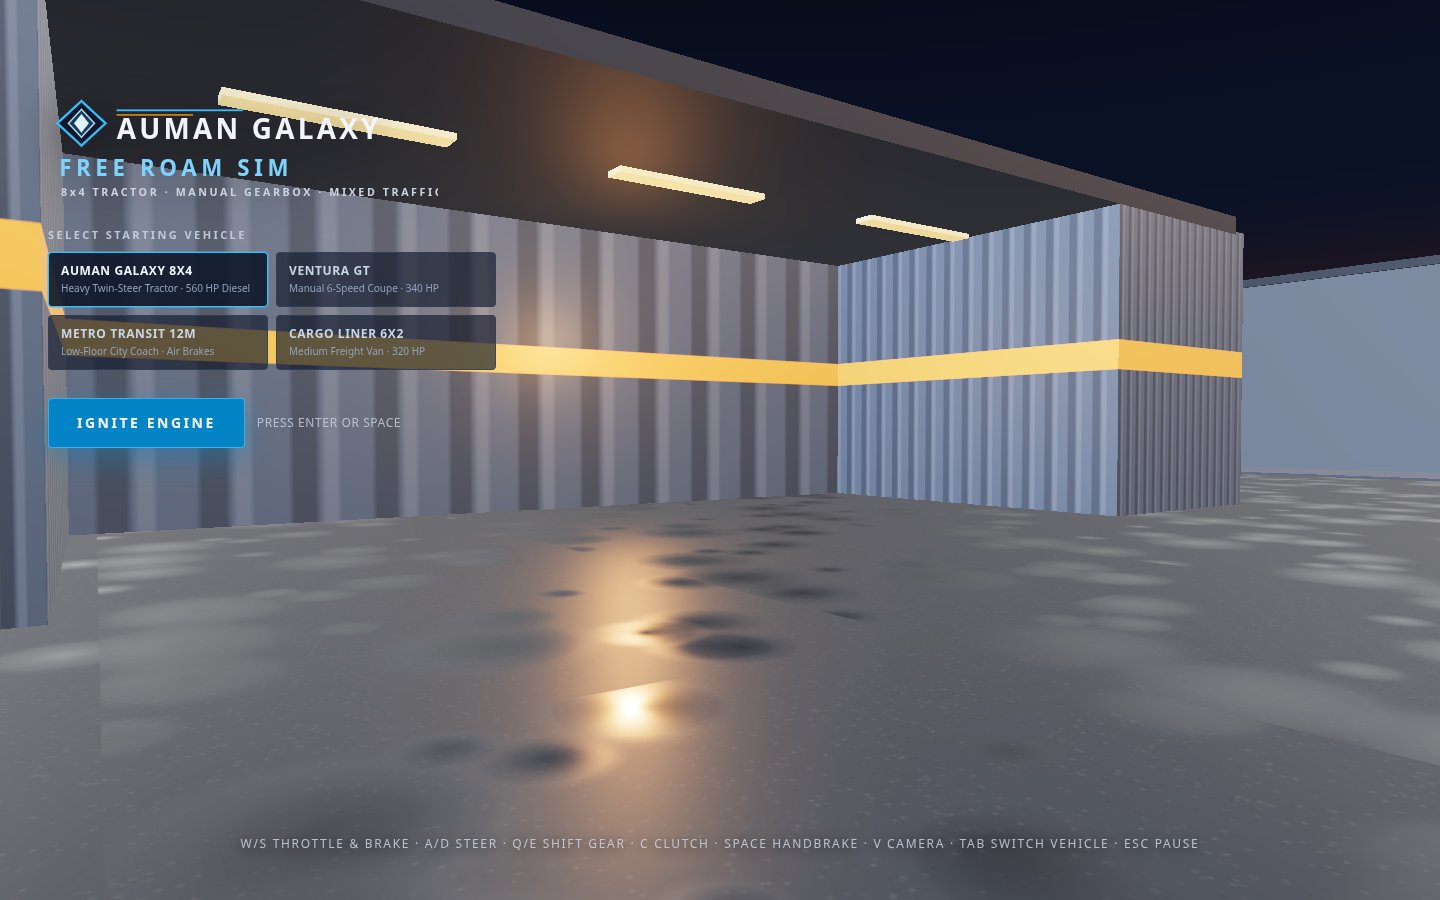 AUMAN GALAXY
FREE ROAM SIM
8x4 TRACTOR · MANUAL GEARBOX · MIXED
SELECT STARTING VEHICLE
AUMAN GALAXY 8X4
Heavy Twin-Steer Tractor · 560 HP Diesel
VENTURA GT
Manual 6-Speed Coupe · 340 HP
METRO TRANSIT 12M
Low-Floor City Coach · Air Brakes
CARGO LINER 6X2
Medium Freight Van · 320 HP
IGNITE ENGINE
PRESS ENTER OR SPACE
W/S THROTTLE & BRAKE · A/D STEER · Q/E SHIFT GEAR · C CLUTCH · SPACE HANDBRAKE · V CAMERA · TAB SWITCH VEHICLE · ESC PAUSE